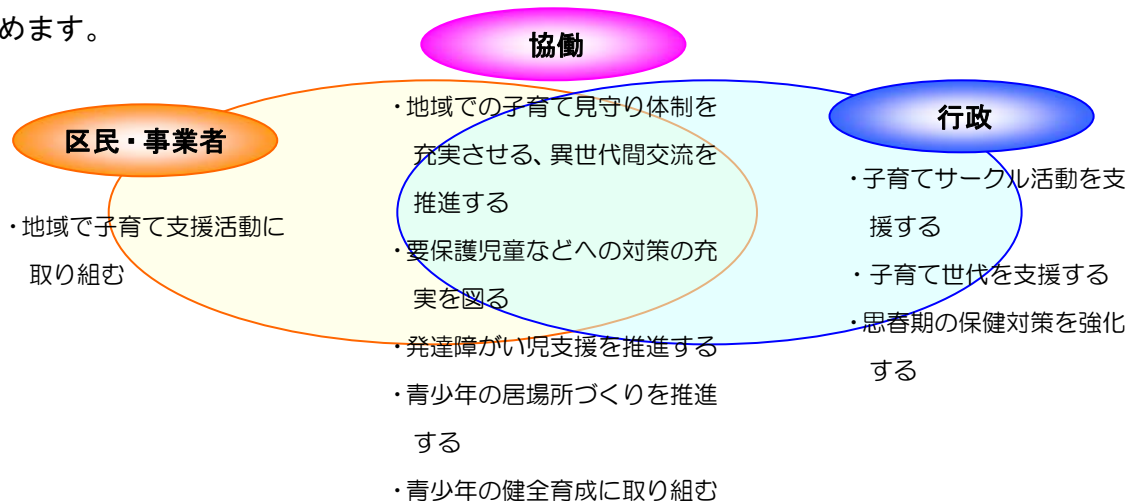 めます。
協働
区民・事業者
行政
・地域で子育て支援活動に
取り組む
・地域での子育て見守り体制を
充実させる、異世代間交流を
推進する
・要保護児童などへの対策の充
実を図る
・発達障がい児支援を推進する
・青少年の居場所づくりを推進
する
・青少年の健全育成に取り組む
・子育てサークル活動を支
援する
・子育て世代を支援する
・思春期の保健対策を強化
する